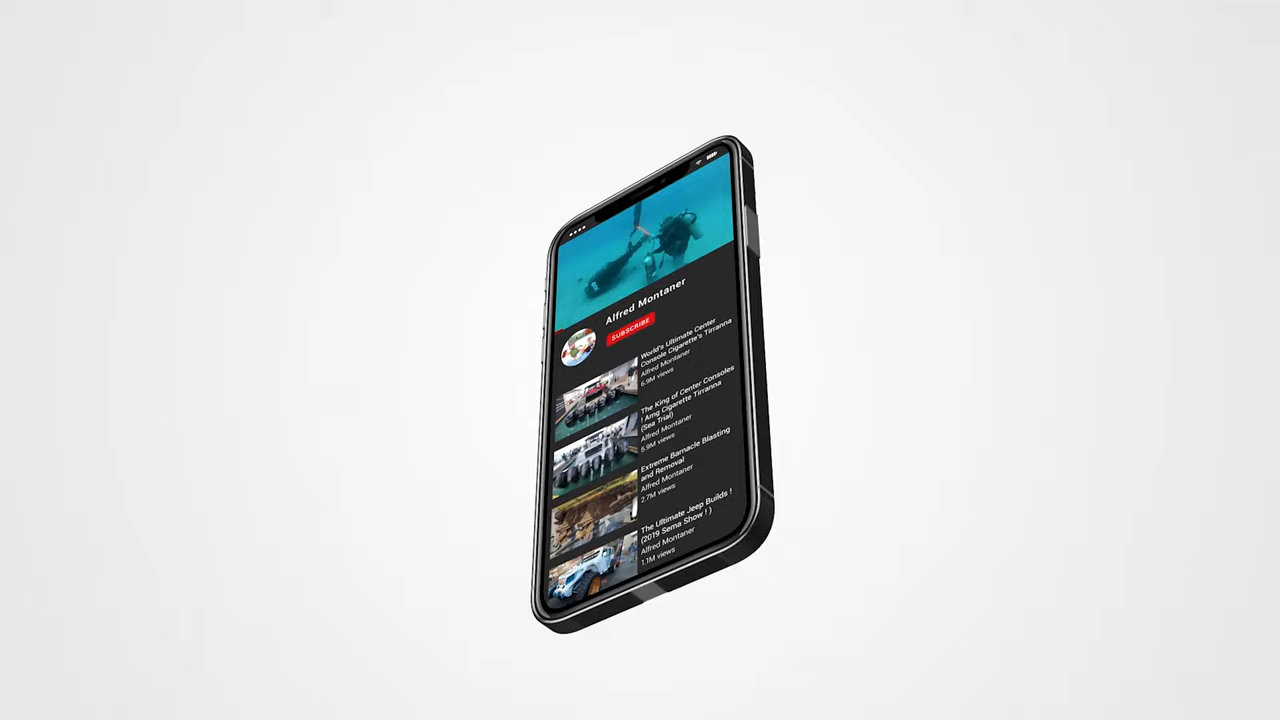 Alfred Montaner
SUBSCRIBE
World's Ultimate Center
Console Cigarette's Tirranna
Alfred Montaner
6.9M views
The King of Center Consoles
! Amg Cigarette Tirranna
(Sea Trial)
Alfred Montaner
5.9M views
Extreme Barnacle Blasting
and Removal
Alfred Montaner
2.7M views
The Ultimate Jeep Builds !
(2019 Sema Show ! )
Alfred Montaner
1.1M views